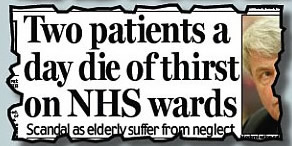 Two patients a
day die of thirst
on NHS wards
Scandal as elderly suffer from neglect